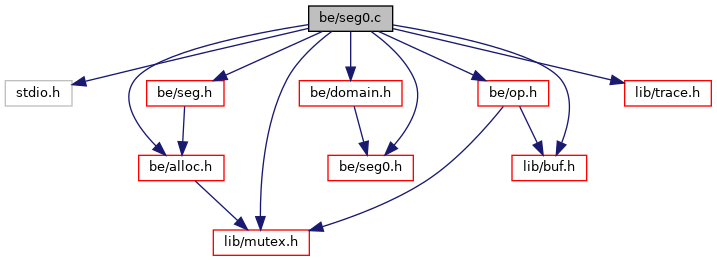 be/seg0.c
stdio.h
be/seg.h
be/domain.h
be/op.h
lib/trace.h
be/alloc.h
be/seg0.h
lib/buf.h
lib/mutex.h